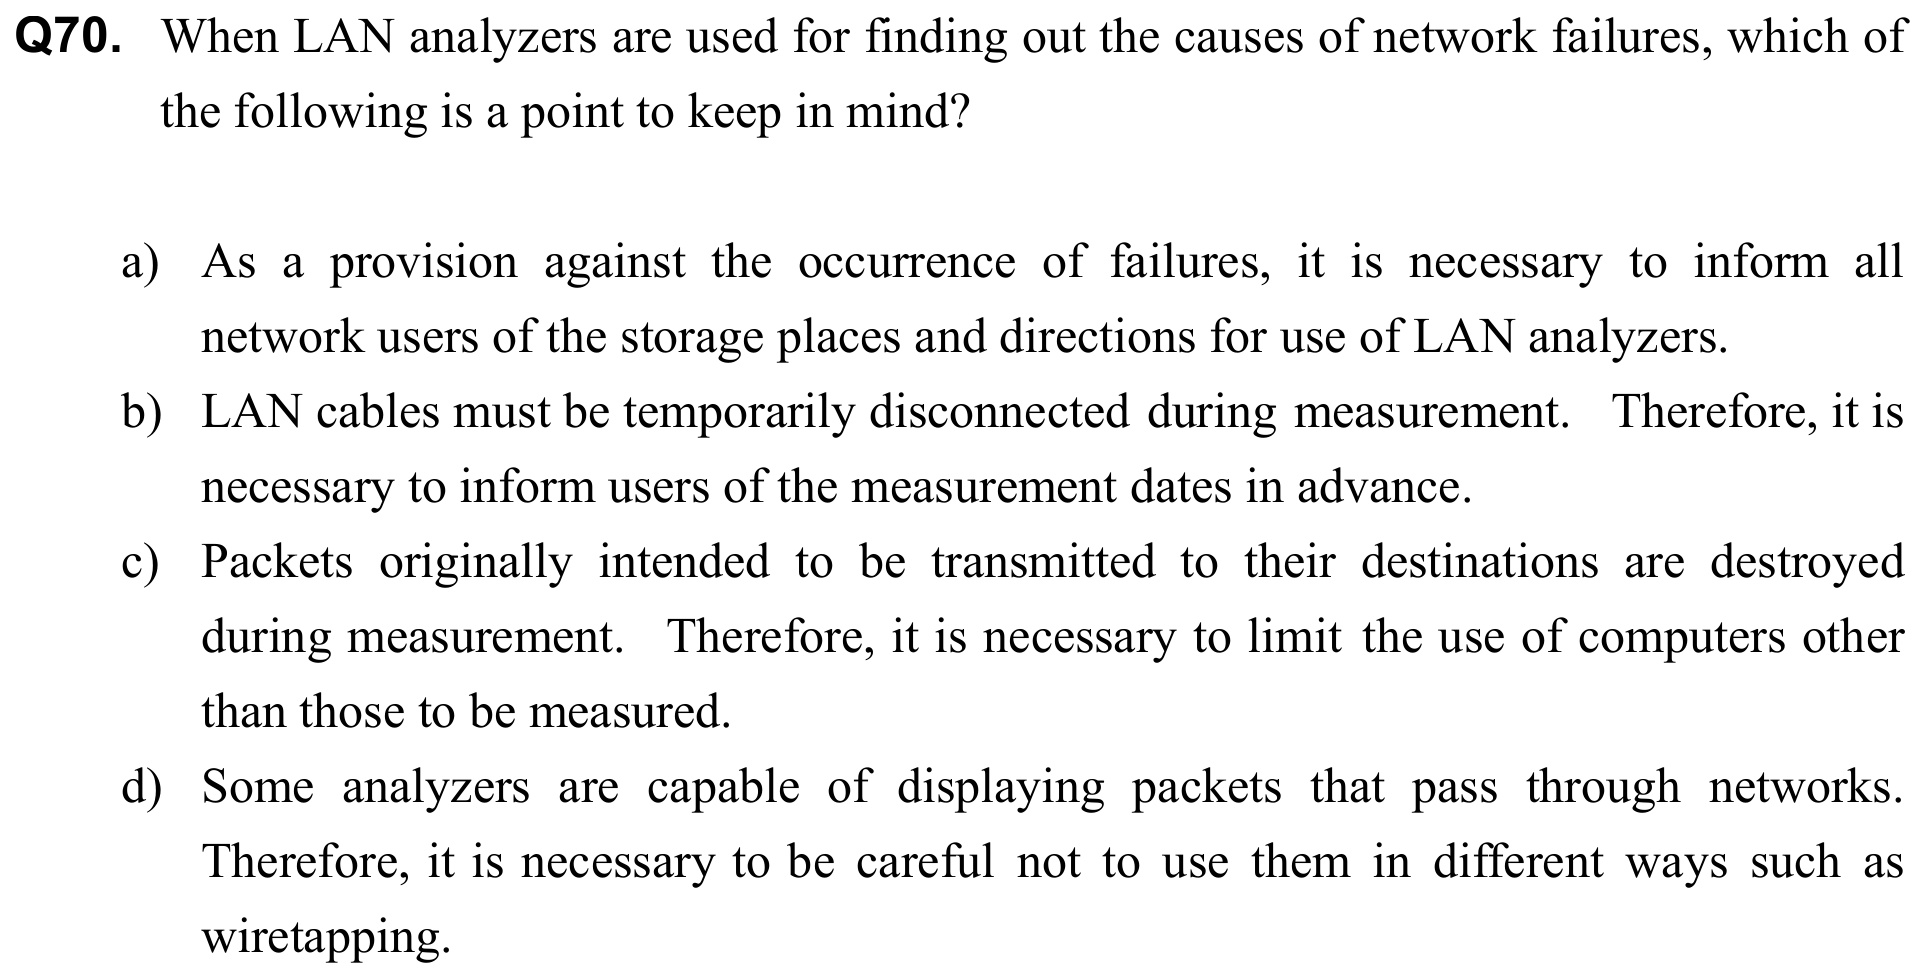 Q70. When LAN analyzers are used for finding out the causes of network failures, which of
the following is a point to keep in mind?
a) As a provision against the occurrence of failures, it is necessary to inform all
network users of the storage places and directions for use of LAN analyzers.
b) LAN cables must be temporarily disconnected during measurement. Therefore, it is
necessary to inform users of the measurement dates in advance.
c) Packets originally intended to be transmitted to their destinations are destroyed
during measurement. Therefore, it is necessary to limit the use of computers other
than those to be measured.
d) Some analyzers are capable of displaying packets that pass through networks.
Therefore, it is necessary to be careful not to use them in different ways such as
wiretapping.